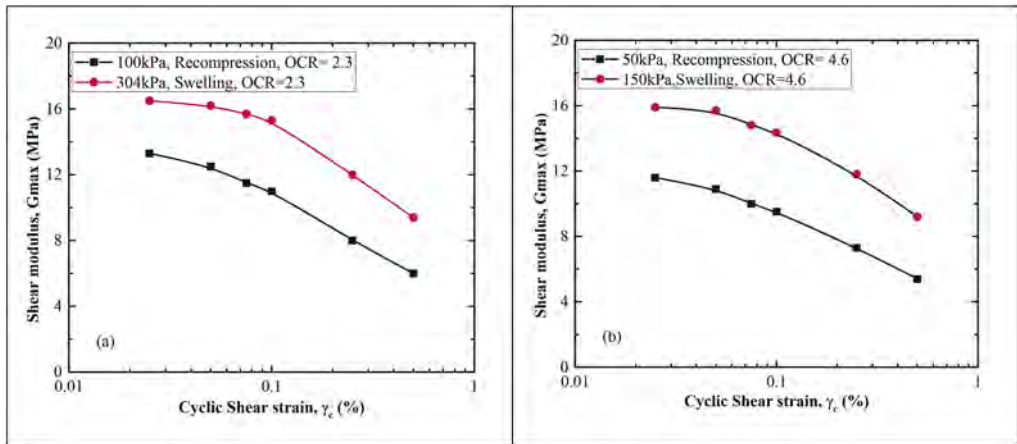 20
16
12
8
4
0
0.01
0.1
1
Shear modulus, Gmax (MPa)
Cyclic Shear strain, γc (%)
100kPa, Recompression, OCR= 2.3
304kPa, Swelling, OCR=2.3
(a)
20
16
12
8
4
0
0.01
0.1
1
Shear modulus, Gmax (MPa)
Cyclic Shear strain, γc (%)
50kPa, Recompression, OCR= 4.6
150kPa,Swelling, OCR=4.6
(b)